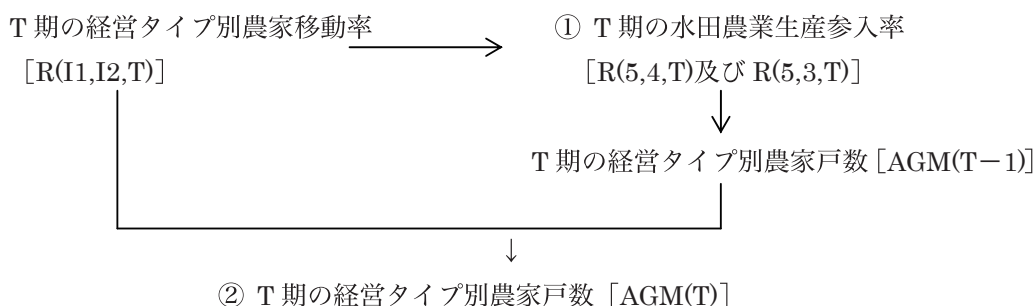 T 期の経営タイプ別農家移動率
① T 期の水田農業生産参入率
[R(I1,I2,T)]
[R(5,4,T)及び R(5,3,T)]
T 期の経営タイプ別農家戸数 [AGM(T－1)]
② T 期の経営タイプ別農家戸数 [AGM(T)]